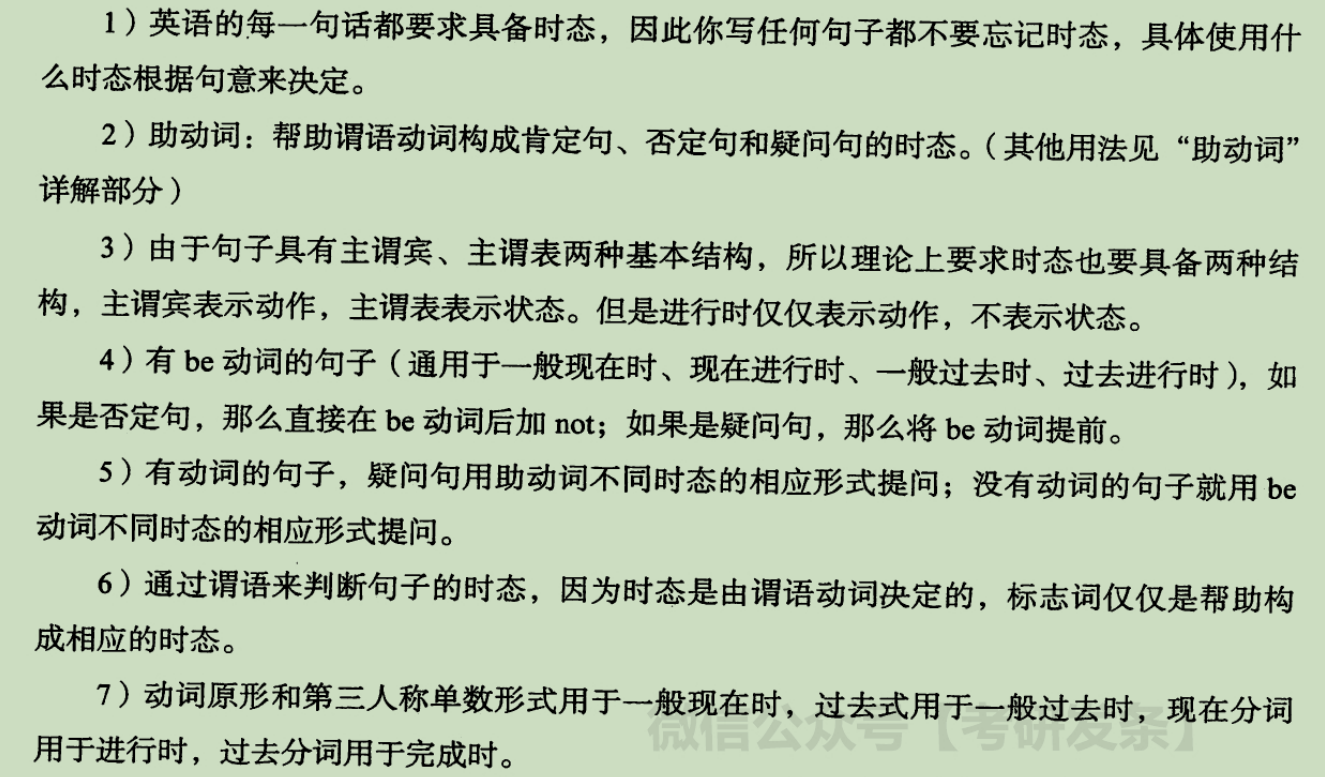 1）英语的每一句话都要求具备时态，因此你写任何句子都不要忘记时态，具体使用什
么时态根据句意来决定。
2）助动词：帮助谓语动词构成肯定句、否定句和疑问句的时态。（其他用法见“助动词”
详解部分）
3）由于句子具有主谓宾、主谓表两种基本结构，所以理论上要求时态也要具备两种结
构，主谓宾表示动作，主谓表表示状态。但是进行时仅仅表示动作，不表示状态。
4）有 be 动词的句子（通用于一般现在时、现在进行时、一般过去时、过去进行时），如
果是否定句，那么直接在 be 动词后加 not；如果是疑问句，那么将 be 动词提前。
5）有动词的句子，疑问句用助动词不同时态的相应形式提问；没有动词的句子就用 be
动词不同时态的相应形式提问。
6）通过谓语来判断句子的时态，因为时态是由谓语动词决定的，标志词仅仅是帮助构
成相应的时态。
7）动词原形和第三人称单数形式用于一般现在时，过去式用于一般过去时，现在分词
用于进行时，过去分词用于完成时。
微信公众号【考研发条】